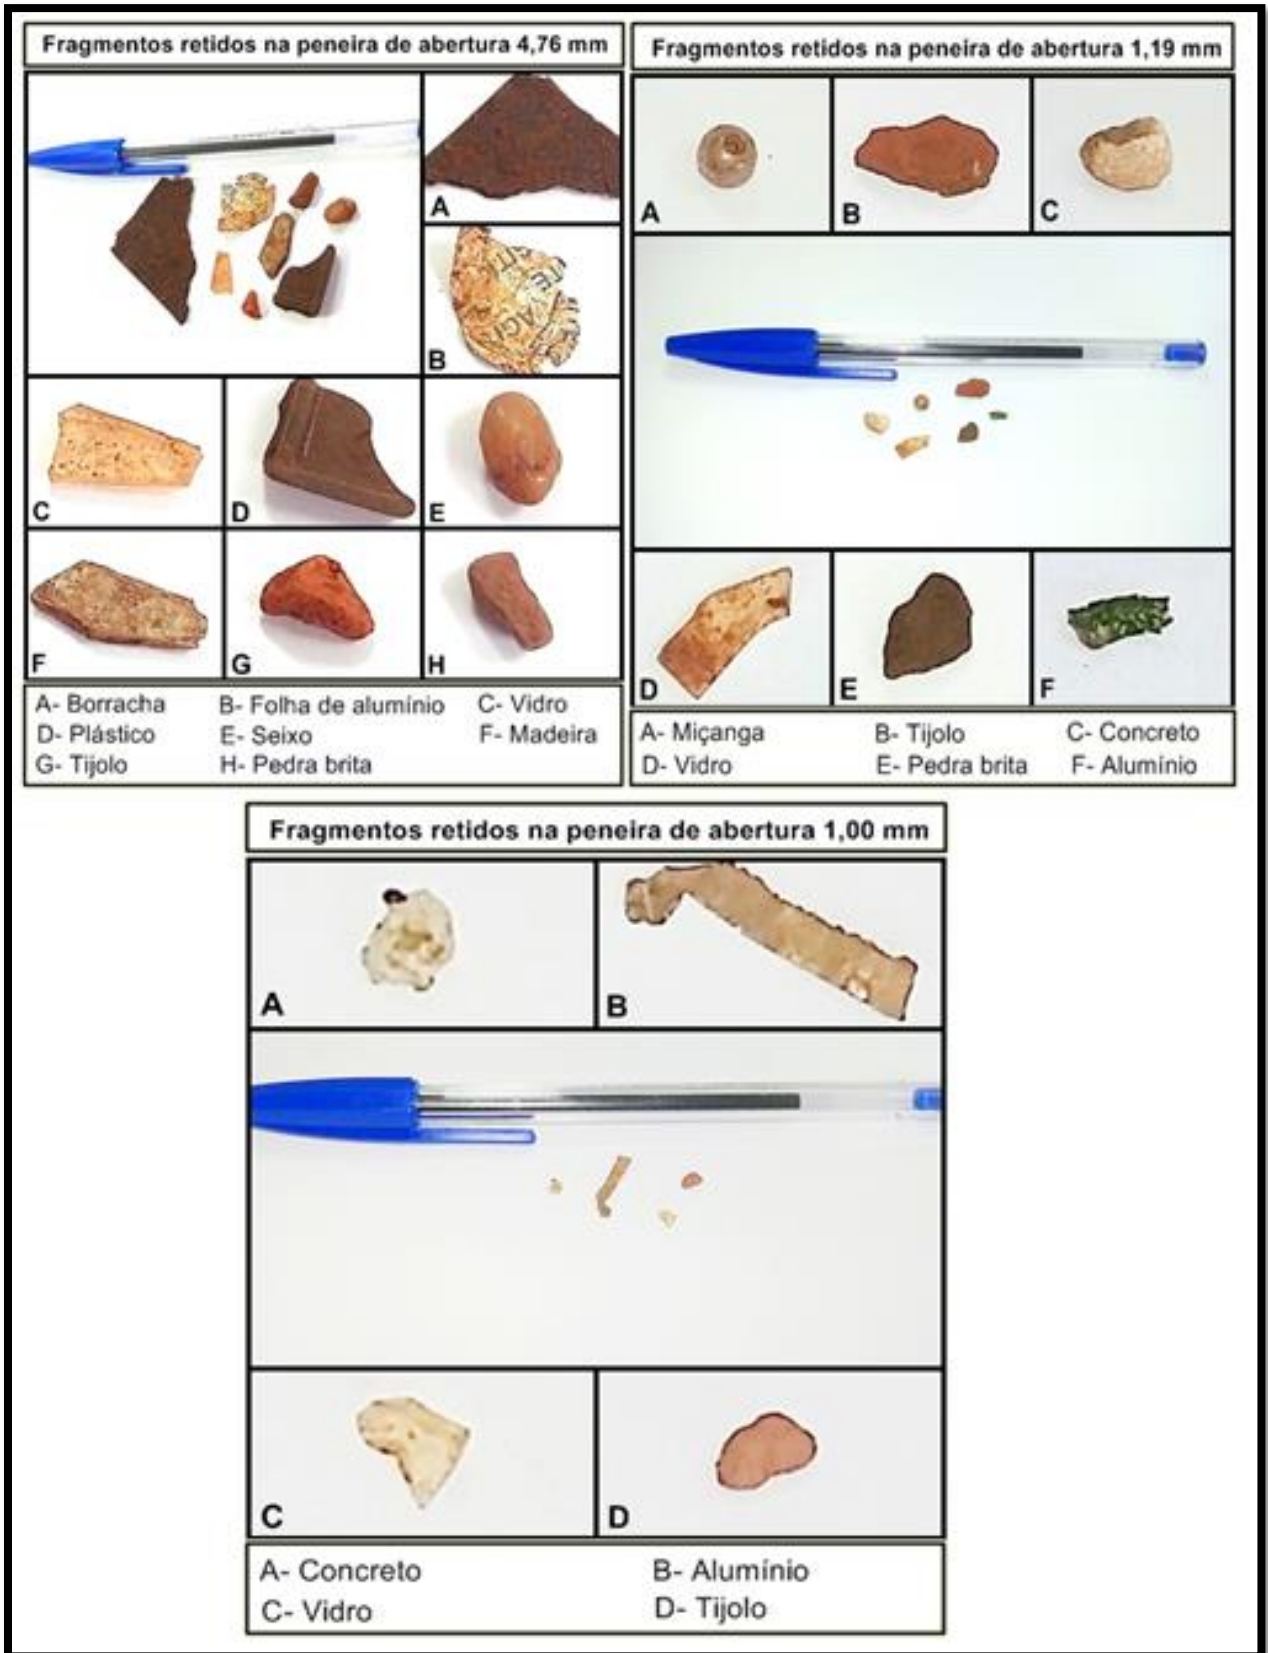 Fragmentos retidos na peneira de abertura 4,76 mm
A
B
C
D
E
F
G
H
A- Borracha B- Folha de alumínio C- Vidro
D- Plástico E- Seixo F- Madeira
G- Tijolo H- Pedra brita
Fragmentos retidos na peneira de abertura 1,19 mm
A
B
C
D
E
F
A- Miçanga B- Tijolo C- Concreto
D- Vidro E- Pedra brita F- Alumínio
Fragmentos retidos na peneira de abertura 1,00 mm
A
B
C
D
A- Concreto B- Alumínio
C- Vidro D- Tijolo